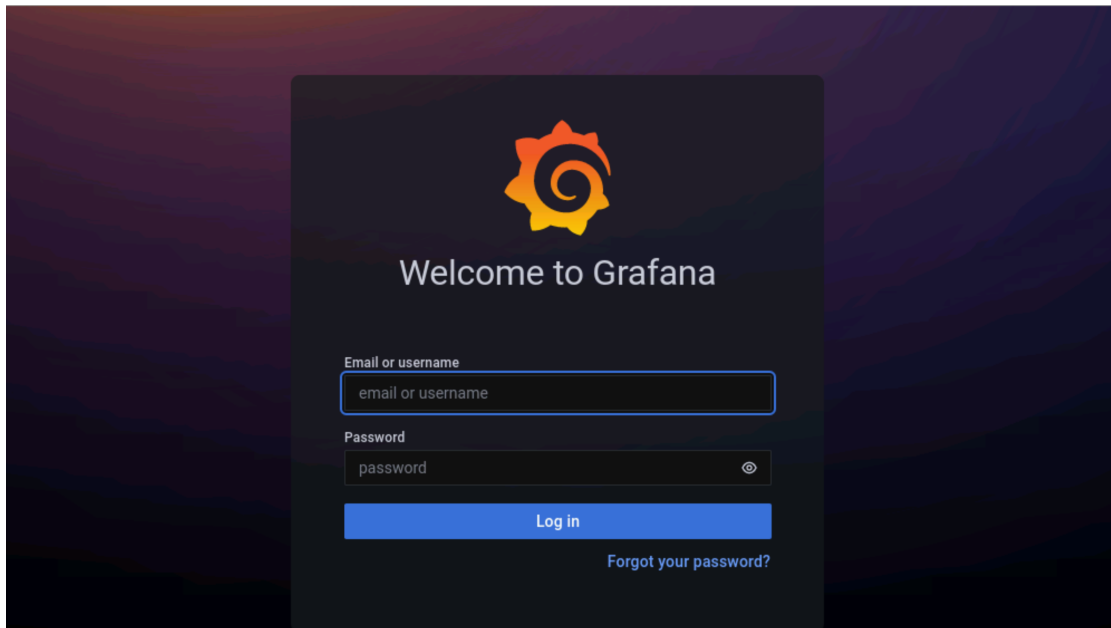 Welcome to Grafana
Email or username
email or username
Password
password
Log in
Forgot your password?